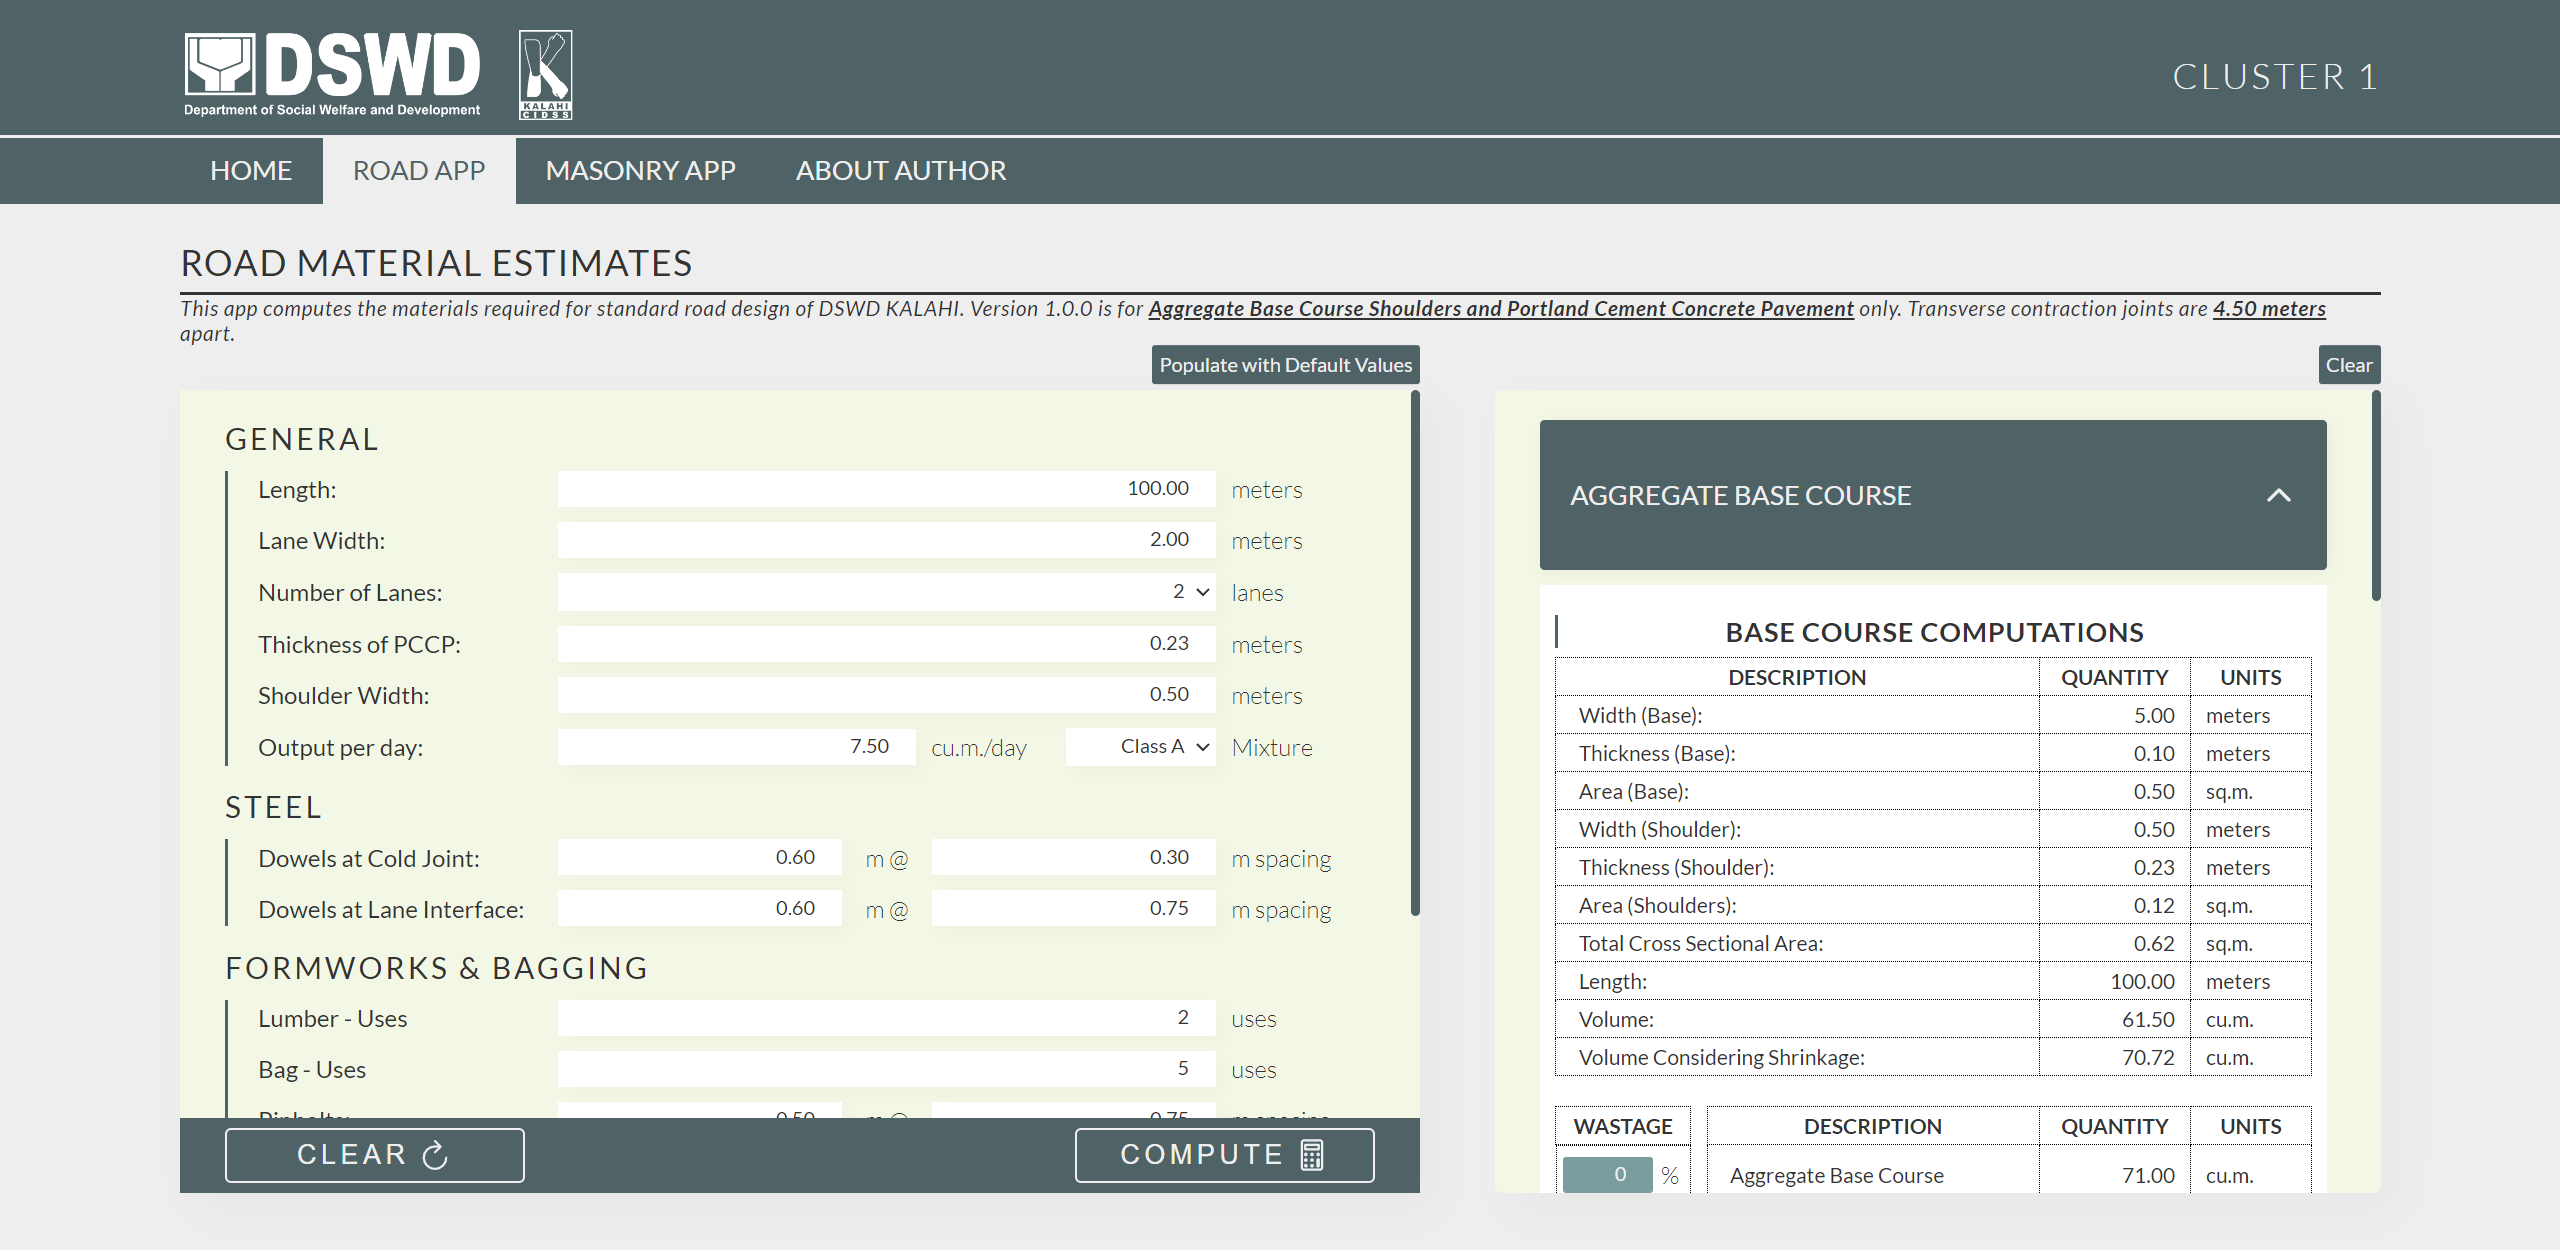 DSWD
Department of Social Welfare and Development
KALAHI
CIDSS
CLUSTER 1
HOME
ROAD APP
MASONRY APP
ABOUT AUTHOR
ROAD MATERIAL ESTIMATES
This app computes the materials required for standard road design of DSWD KALAHI. Version 1.0.0 is for Aggregate Base Course Shoulders and Portland Cement Concrete Pavement only. Transverse contraction joints are 4.50 meters
apart.
Populate with Default Values
GENERAL
Length: 100.00 meters
Lane Width: 2.00 meters
Number of Lanes: 2 lanes
Thickness of PCCP: 0.23 meters
Shoulder Width: 0.50 meters
Output per day: 7.50 cu.m./day Class A Mixture
STEEL
Dowels at Cold Joint: 0.60 m @ 0.30 m spacing
Dowels at Lane Interface: 0.60 m @ 0.75 m spacing
FORMWORKS & BAGGING
Lumber - Uses 2 uses
Bag - Uses 5 uses
0.50 m @ 0.75 m spacing
CLEAR
COMPUTE
Clear
AGGREGATE BASE COURSE
BASE COURSE COMPUTATIONS
DESCRIPTION QUANTITY UNITS
Width (Base): 5.00 meters
Thickness (Base): 0.10 meters
Area (Base): 0.50 sq.m.
Width (Shoulder): 0.50 meters
Thickness (Shoulder): 0.23 meters
Area (Shoulders): 0.12 sq.m.
Total Cross Sectional Area: 0.62 sq.m.
Length: 100.00 meters
Volume: 61.50 cu.m.
Volume Considering Shrinkage: 70.72 cu.m.
WASTAGE DESCRIPTION QUANTITY UNITS
0 % Aggregate Base Course 71.00 cu.m.